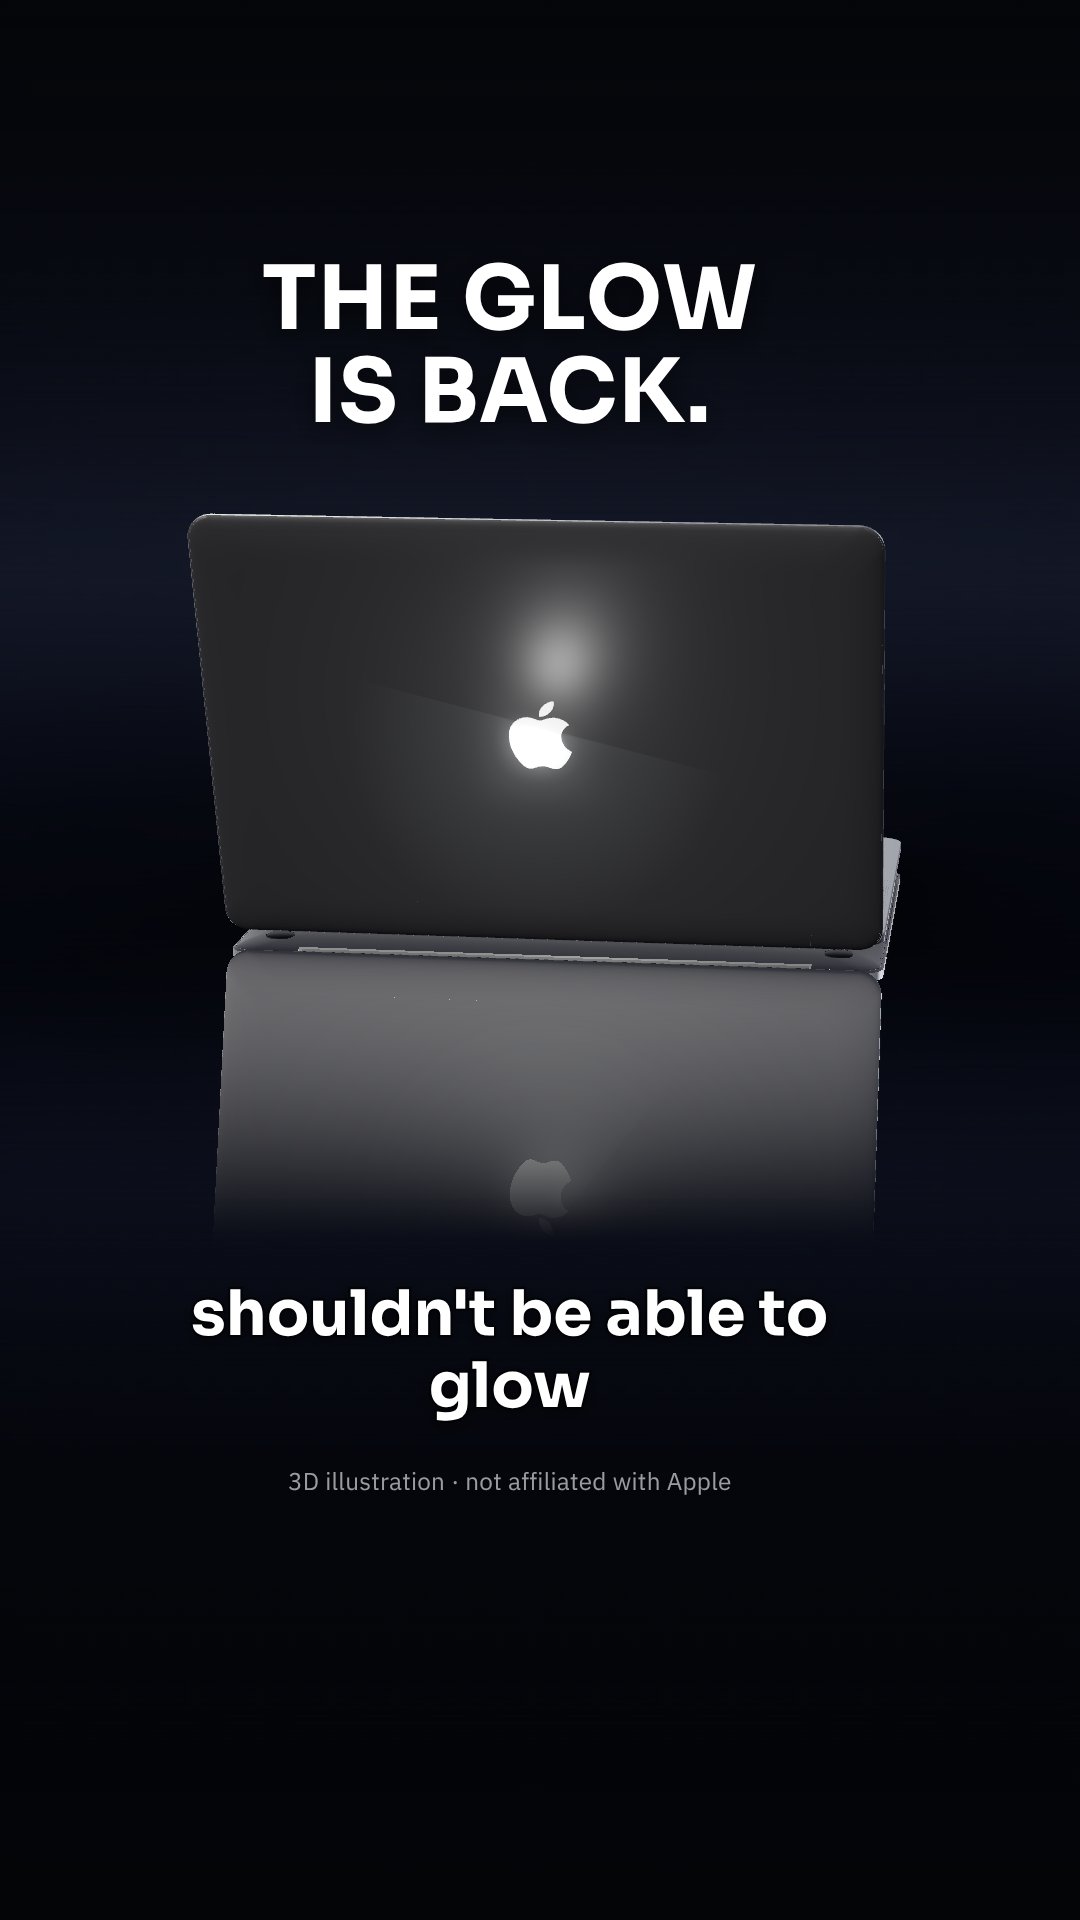 THE GLOW
IS BACK.
shouldn't be able to
glow
3D illustration · not affiliated with Apple